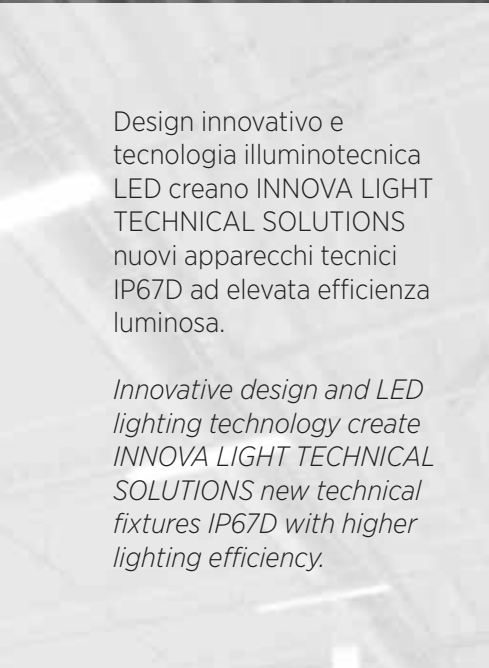 Design innovativo e
tecnologia illuminotecnica
LED creano INNOVA LIGHT
TECHNICAL SOLUTIONS
nuovi apparecchi tecnici
IP67D ad elevata efficienza
luminosa.
Innovative design and LED
lighting technology create
INNOVA LIGHT TECHNICAL
SOLUTIONS new technical
fixtures IP67D with higher
lighting efficiency.